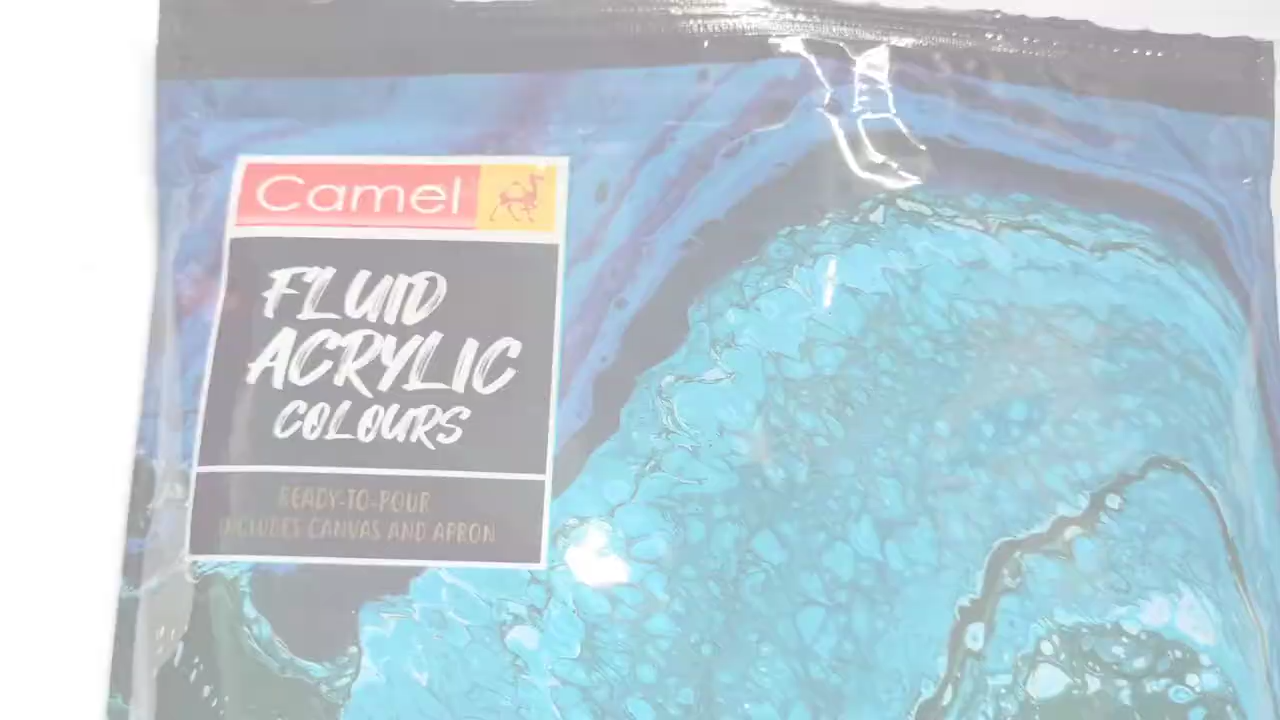 Camel
FLUID
ACRYLIC
COLOURS
READY-TO-POUR
INCLUDES CANVAS AND APRON